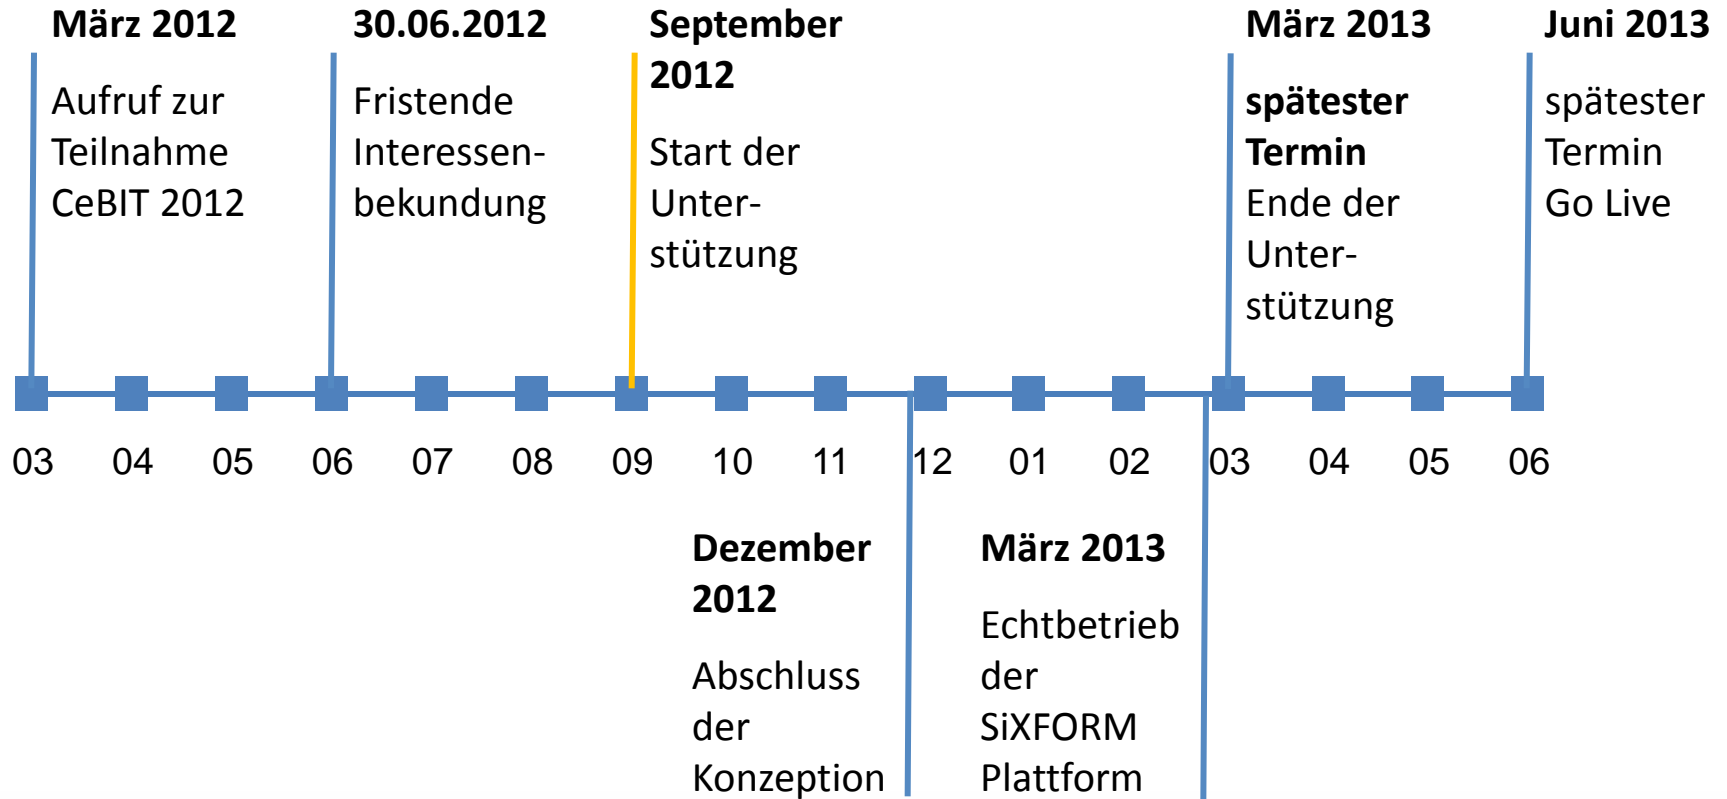 März 2012
Aufruf zur
Teilnahme
CeBIT 2012
30.06.2012
Fristende
Interessen-
bekundung
September
2012
Start der
Unter-
stützung
März 2013
spätester
Termin
Ende der
Unter-
stützung
Juni 2013
spätester
Termin
Go Live
03 04 05 06 07 08 09 10 11 12 01 02 03 04 05 06
Dezember
2012
Abschluss
der
Konzeption
März 2013
Echtbetrieb
der
SiXFORM
Plattform